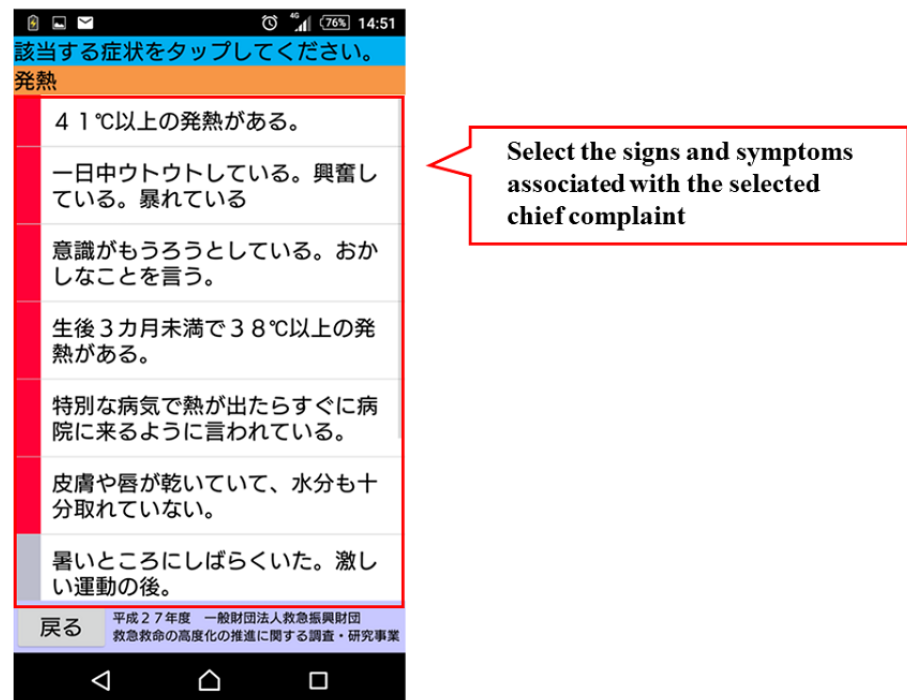 4G 76% 14:51
該当する症状をタップしてください。
発熱
４１℃以上の発熱がある。
一日中ウトウトしている。興奮し
ている。暴れている
意識がもうろうとしている。おか
しなことを言う。
生後３カ月未満で３８℃以上の発
熱がある。
特別な病気で熱が出たらすぐに病
院に来るように言われている。
皮膚や唇が乾いていて、水分も十
分取れていない。
暑いところにしばらくいた。激し
い運動の後。
戻る
平成２７年度　一般財団法人救急振興財団
救急救命の高度化の推進に関する調査・研究事業
Select the signs and symptoms
associated with the selected
chief complaint